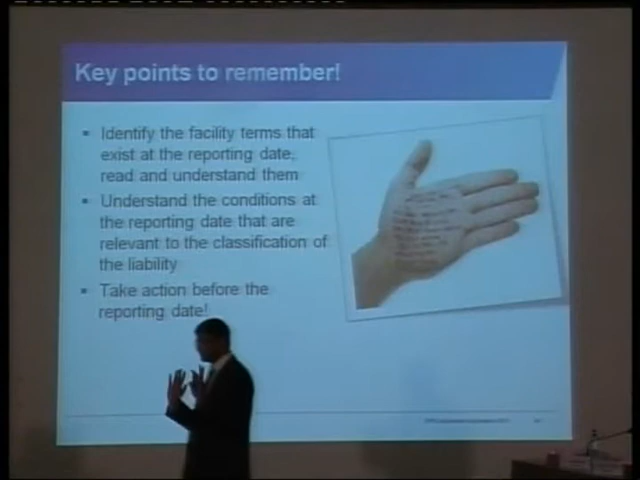 Key points to remember!
▪ Identify the facility terms that
exist at the reporting date,
read and understand them
▪ Understand the conditions at
the reporting date that are
relevant to the classification of
the liability
▪ Take action before the
reporting date!